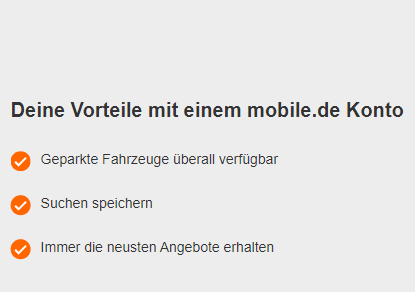 Deine Vorteile mit einem mobile.de Konto
Geparkte Fahrzeuge überall verfügbar
Suchen speichern
Immer die neusten Angebote erhalten